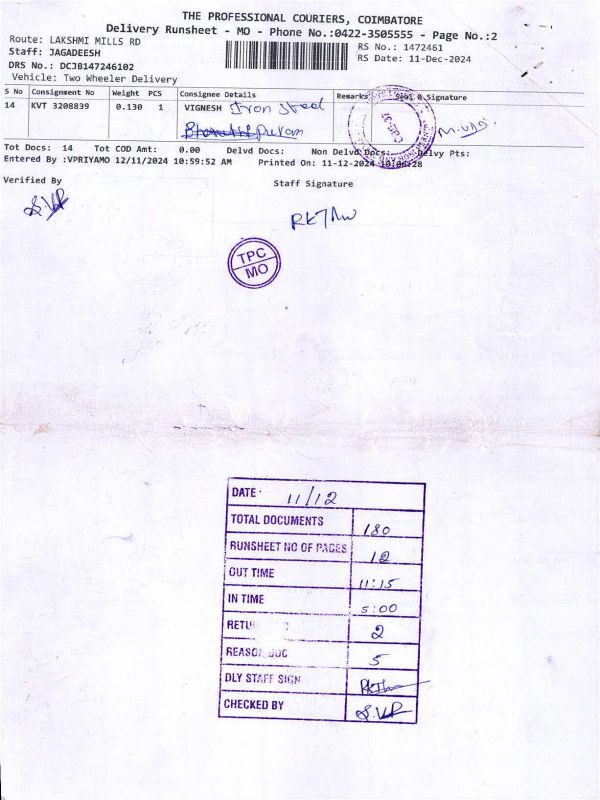 THE PROFESSIONAL COURIERS, COIMBATORE
Delivery Runsheet - MO - Phone No.:0422-3505555 - Page No.:2
Route: LAKSHMI MILLS RD
RS No.: 1472461
Staff: JAGADEESH
RS Date: 11-Dec-2024
DRS No.: DCJB147246102
Vehicle: Two Wheeler Delivery
S No Consignment No Weight PCS Consignee Details Remarks Seal & Signature
14 KVT 3208839 0.130 1 VIGNESH Iron Steel
Puram
Tot Docs: 14 Tot COD Amt: 0.00 Delvd Docs: Non Delvd Docs: Delvy Pts:
Entered By :VPRIYAMO 12/11/2024 10:59:52 AM Printed On: 11-12-2024
Verified By
Staff Signature
S.VP
TPC
MO
DATE 11/12
TOTAL DOCUMENTS 180
RUNSHEET NO OF PAGES 12
OUT TIME 11:15
IN TIME 5:00
2
5
DLY STAFF SIGN
CHECKED BY S.VP